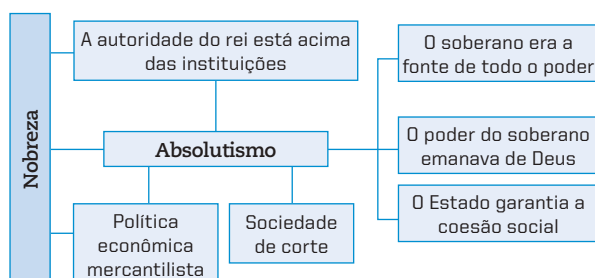 Nobreza
A autoridade do rei está acima
das instituições
Absolutismo
Política
econômica
mercantilista
Sociedade
de corte
O soberano era a
fonte de todo o poder
O poder do soberano
emanava de Deus
O Estado garantia a
coesão social